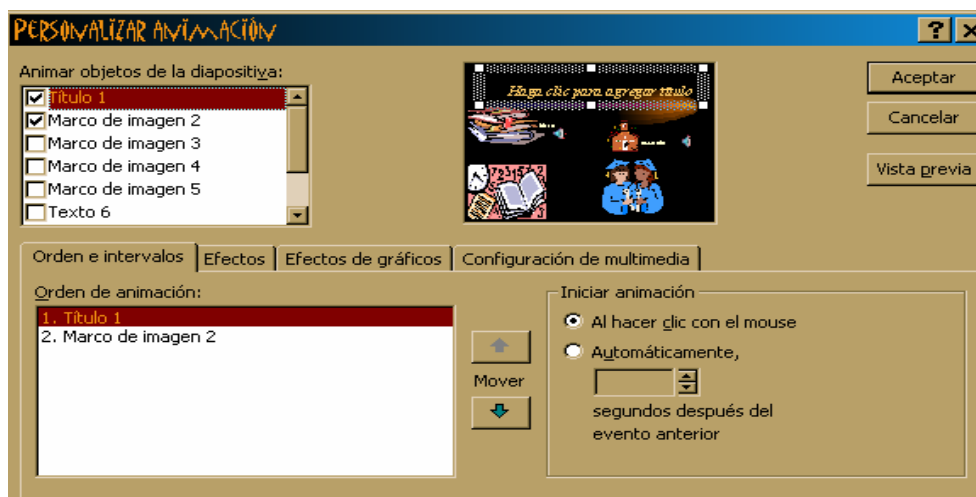 PERSONALIZAR ANIMACIÓN
Animar objetos de la diapositiva:
Título 1
Marco de imagen 2
Marco de imagen 3
Marco de imagen 4
Marco de imagen 5
Texto 6
Haga clic para agregar título
Aceptar
Cancelar
Vista previa
Orden e intervalos
Efectos
Efectos de gráficos
Configuración de multimedia
Orden de animación:
1. Título 1
2. Marco de imagen 2
Mover
Iniciar animación
Al hacer clic con el mouse
Automáticamente,
segundos después del
evento anterior